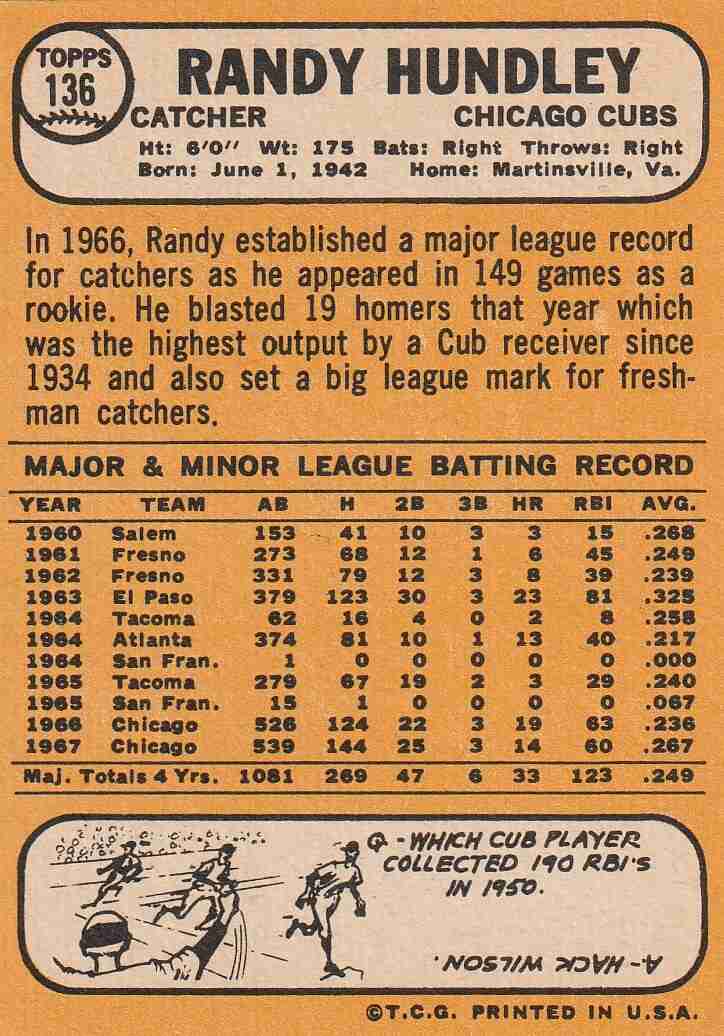 TOPPS
136
RANDY HUNDLEY
CATCHER CHICAGO CUBS
Ht: 6'0" Wt: 175 Bats: Right Throws: Right
Born: June 1, 1942 Home: Martinsville, Va.
In 1966, Randy established a major league record
for catchers as he appeared in 149 games as a
rookie. He blasted 19 homers that year which
was the highest output by a Cub receiver since
1934 and also set a big league mark for fresh-
man catchers.
MAJOR & MINOR LEAGUE BATTING RECORD
YEAR TEAM AB H 2B 3B HR RBI AVG.
1960 Salem 153 41 10 3 3 15 .268
1961 Fresno 273 68 12 1 6 45 .249
1962 Fresno 331 79 12 3 8 39 .239
1963 El Paso 379 123 30 3 23 81 .325
1964 Tacoma 62 16 4 0 2 8 .258
1964 Atlanta 374 81 10 1 13 40 .217
1964 San Fran. 1 0 0 0 0 0 .000
1965 Tacoma 279 67 19 2 3 29 .240
1965 San Fran. 15 1 0 0 0 0 .067
1966 Chicago 526 124 22 3 19 63 .236
1967 Chicago 539 144 25 3 14 60 .267
Maj. Totals 4 Yrs. 1081 269 47 6 33 123 .249
Q - WHICH CUB PLAYER
COLLECTED 190 RBI'S
IN 1950.
A - HACK WILSON.
©T.C.G. PRINTED IN U.S.A.